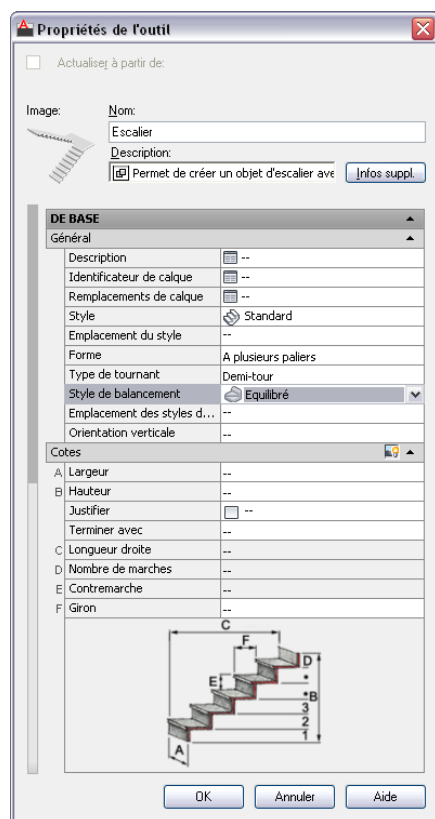 Propriétés de l'outil
Actualiser à partir de:
Image:
Nom:
Escalier
Description:
Permet de créer un objet d'escalier ave
Infos suppl.
DE BASE
Général
Description --
Identificateur de calque --
Remplacements de calque --
Style Standard
Emplacement du style --
Forme A plusieurs paliers
Type de tournant Demi-tour
Style de balancement Equilibré
Emplacement des styles d... --
Orientation verticale --
Cotes
A Largeur --
B Hauteur --
Justifier --
Terminer avec --
C Longueur droite --
D Nombre de marches --
E Contremarche --
F Giron --
C
F
D
E
B
3
2
1
A
OK Annuler Aide